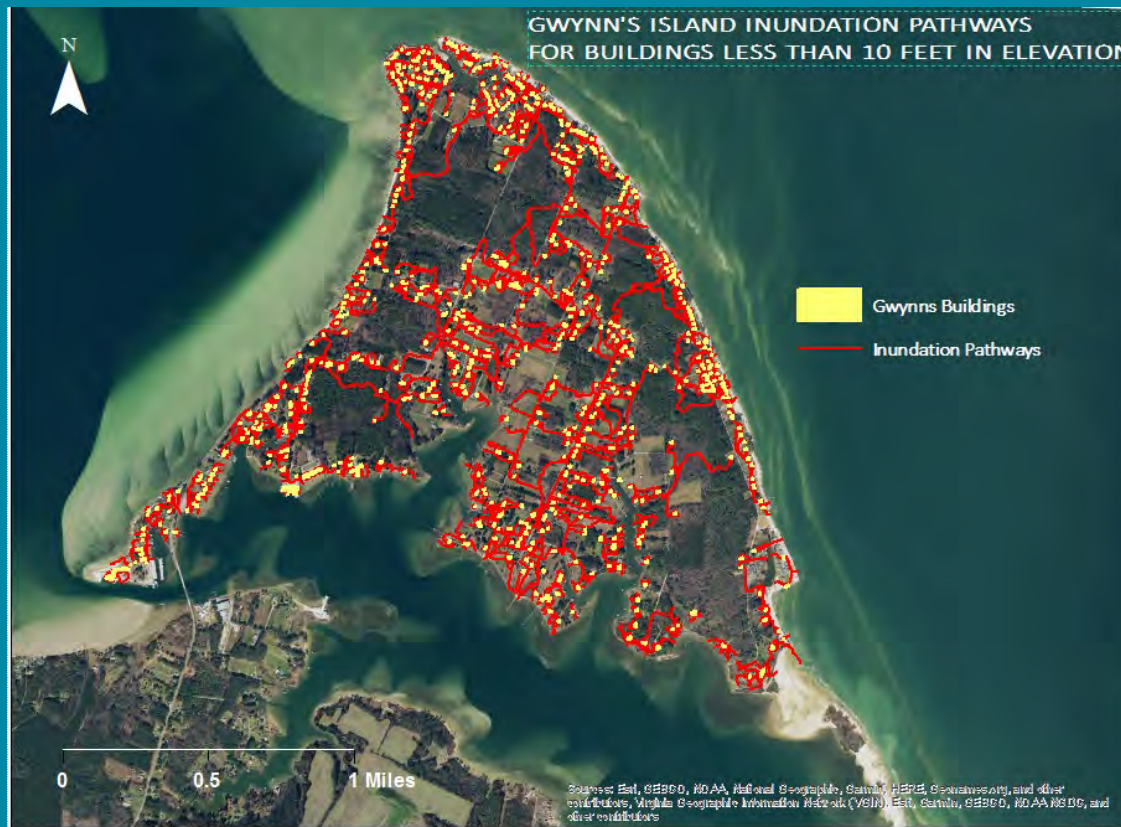 GWYNN'S ISLAND INUNDATION PATHWAYS
FOR BUILDINGS LESS THAN 10 FEET IN ELEVATION
N
Gwynns Buildings
Inundation Pathways
0 0.5 1 Miles
Sources: Esri, GEBCO, NOAA, National Geographic, Garmin, HERE, Geonames.org, and other
contributors, Virginia Geographic Information Network (VGIN), Esri, Garmin, GEBCO, NOAA NGDC, and
other contributors